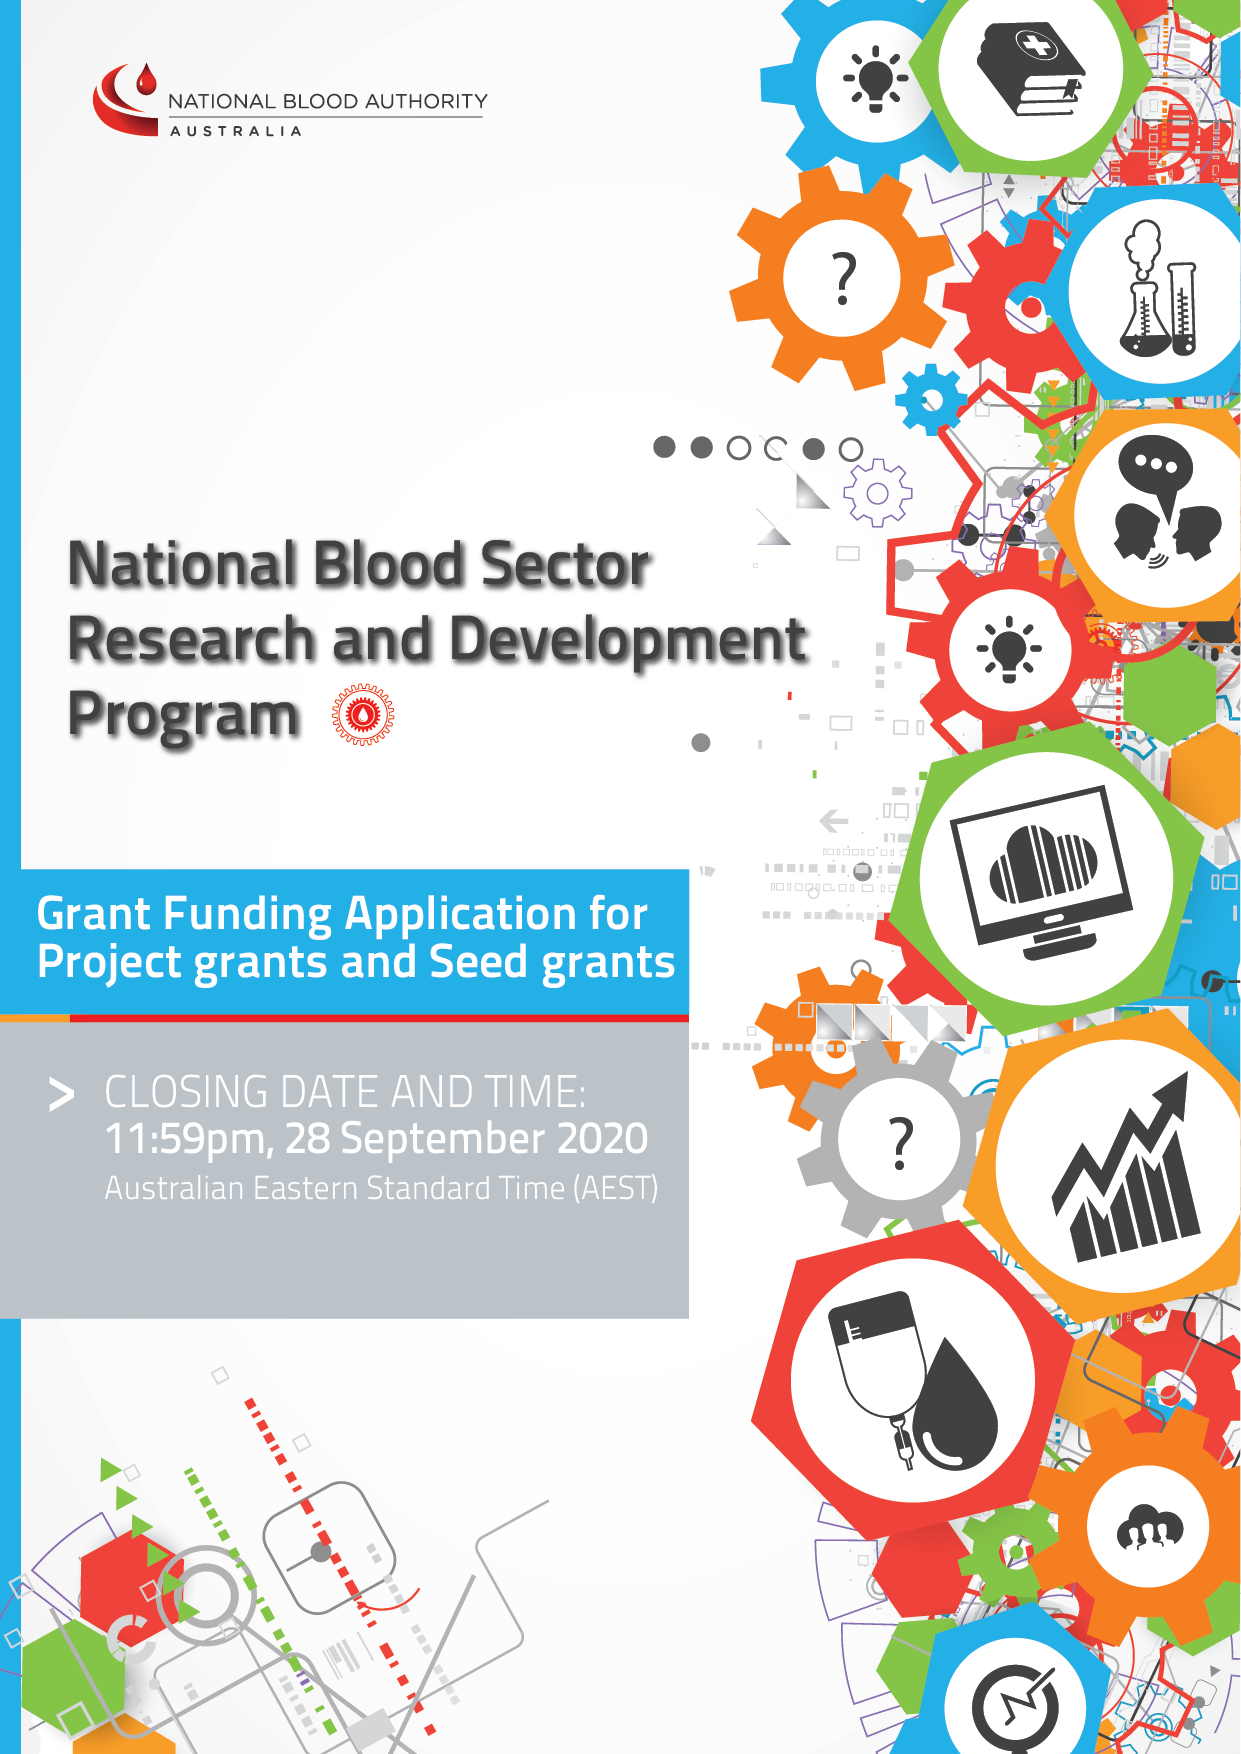 NATIONAL BLOOD AUTHORITY
AUSTRALIA
?
National Blood Sector
Research and Development
Program
Grant Funding Application for
Project grants and Seed grants
> CLOSING DATE AND TIME:
11:59pm, 28 September 2020
Australian Eastern Standard Time (AEST)
?